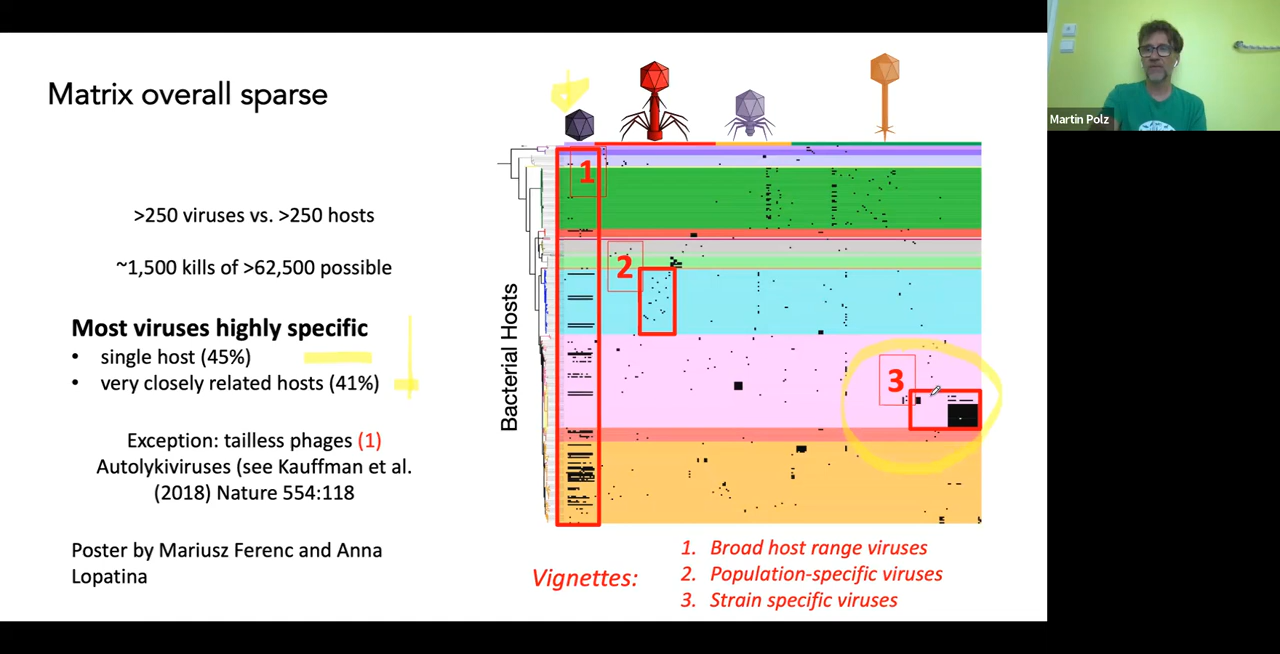 Matrix overall sparse
>250 viruses vs. >250 hosts
~1,500 kills of >62,500 possible
Most viruses highly specific
• single host (45%)
• very closely related hosts (41%)
Exception: tailless phages (1)
Autolykiviruses (see Kauffman et al.
(2018) Nature 554:118
Poster by Mariusz Ferenc and Anna
Lopatina
Bacterial Hosts
1
2
3
Vignettes:
1. Broad host range viruses
2. Population-specific viruses
3. Strain specific viruses
Martin Polz